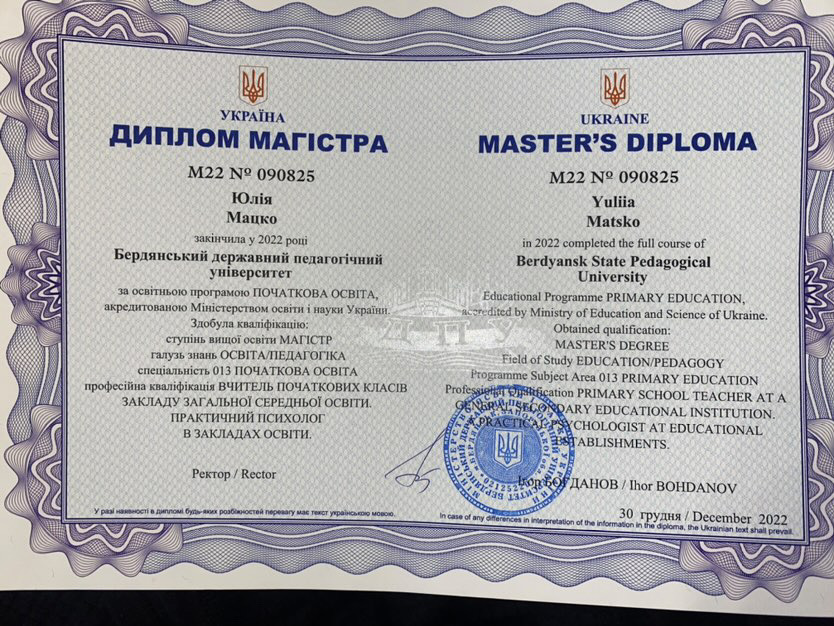 УКРАЇНА
ДИПЛОМ МАГІСТРА
М22 № 090825
Юлія
Мацко
закінчила у 2022 році
Бердянський державний педагогічний
університет
за освітньою програмою ПОЧАТКОВА ОСВІТА,
акредитованою Міністерством освіти і науки України.
Здобула кваліфікацію:
ступінь вищої освіти МАГІСТР
галузь знань ОСВІТА/ПЕДАГОГІКА
спеціальність 013 ПОЧАТКОВА ОСВІТА
професійна кваліфікація ВЧИТЕЛЬ ПОЧАТКОВИХ КЛАСІВ
ЗАКЛАДУ ЗАГАЛЬНОЇ СЕРЕДНЬОЇ ОСВІТИ.
ПРАКТИЧНИЙ ПСИХОЛОГ
В ЗАКЛАДАХ ОСВІТИ.
Ректор / Rector
У разі наявності в дипломі будь-яких розбіжностей перевагу має текст українською мовою.
UKRAINE
MASTER'S DIPLOMA
M22 № 090825
Yuliia
Matsko
in 2022 completed the full course of
Berdyansk State Pedagogical
University
Educational Programme PRIMARY EDUCATION,
accredited by Ministry of Education and Science of Ukraine.
Obtained qualification:
MASTER'S DEGREE
Field of Study EDUCATION/PEDAGOGY
Programme Subject Area 013 PRIMARY EDUCATION
Professional Qualification PRIMARY SCHOOL TEACHER AT A
GENERAL SECONDARY EDUCATIONAL INSTITUTION.
A PRACTICAL PSYCHOLOGIST AT EDUCATIONAL
ESTABLISHMENTS.
Ігор БОГДАНОВ / Ihor BOHDANOV
30 грудня / December 2022
In case of any differences in interpretation of the information in the diploma, the Ukrainian text shall prevail.
ДПУ